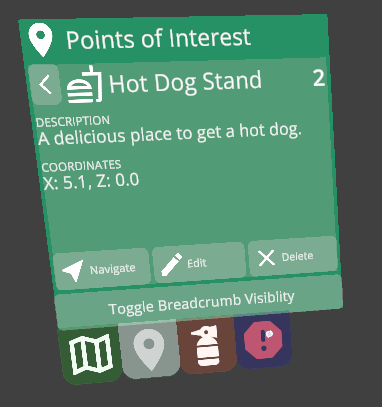 Points of Interest
Hot Dog Stand 2
DESCRIPTION
A delicious place to get a hot dog.
COORDINATES
X: 5.1, Z: 0.0
Navigate Edit Delete
Toggle Breadcrumb Visiblity